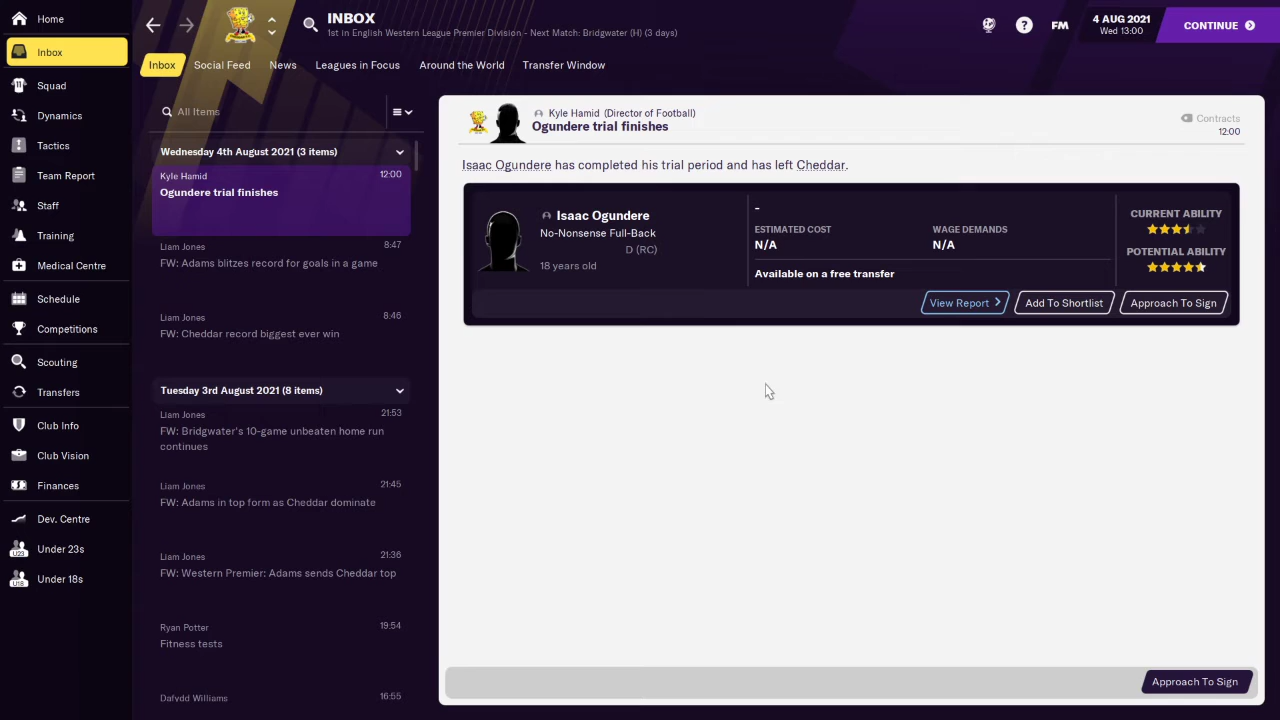 Home
Inbox
Squad
Dynamics
Tactics
Team Report
Staff
Training
Medical Centre
Schedule
Competitions
Scouting
Transfers
Club Info
Club Vision
Finances
Dev. Centre
U23
Under 23s
U18
Under 18s
INBOX
1st in English Western League Premier Division - Next Match: Bridgwater (H) (3 days)
?
FM
4 AUG 2021
Wed 13:00
CONTINUE
Inbox
Social Feed
News
Leagues in Focus
Around the World
Transfer Window
All Items
Wednesday 4th August 2021 (3 items)
Kyle Hamid 12:00
Ogundere trial finishes
Liam Jones 8:47
FW: Adams blitzes record for goals in a game
Liam Jones 8:46
FW: Cheddar record biggest ever win
Tuesday 3rd August 2021 (8 items)
Liam Jones 21:53
FW: Bridgwater's 10-game unbeaten home run
continues
Liam Jones 21:45
FW: Adams in top form as Cheddar dominate
Liam Jones 21:36
FW: Western Premier: Adams sends Cheddar top
Ryan Potter 19:54
Fitness tests
Dafydd Williams 16:55
Kyle Hamid (Director of Football)
Ogundere trial finishes
Contracts
12:00
Isaac Ogundere has completed his trial period and has left Cheddar.
Isaac Ogundere
No-Nonsense Full-Back
D (RC)
18 years old
-
ESTIMATED COST
N/A
WAGE DEMANDS
N/A
Available on a free transfer
CURRENT ABILITY
POTENTIAL ABILITY
View Report
Add To Shortlist
Approach To Sign
Approach To Sign